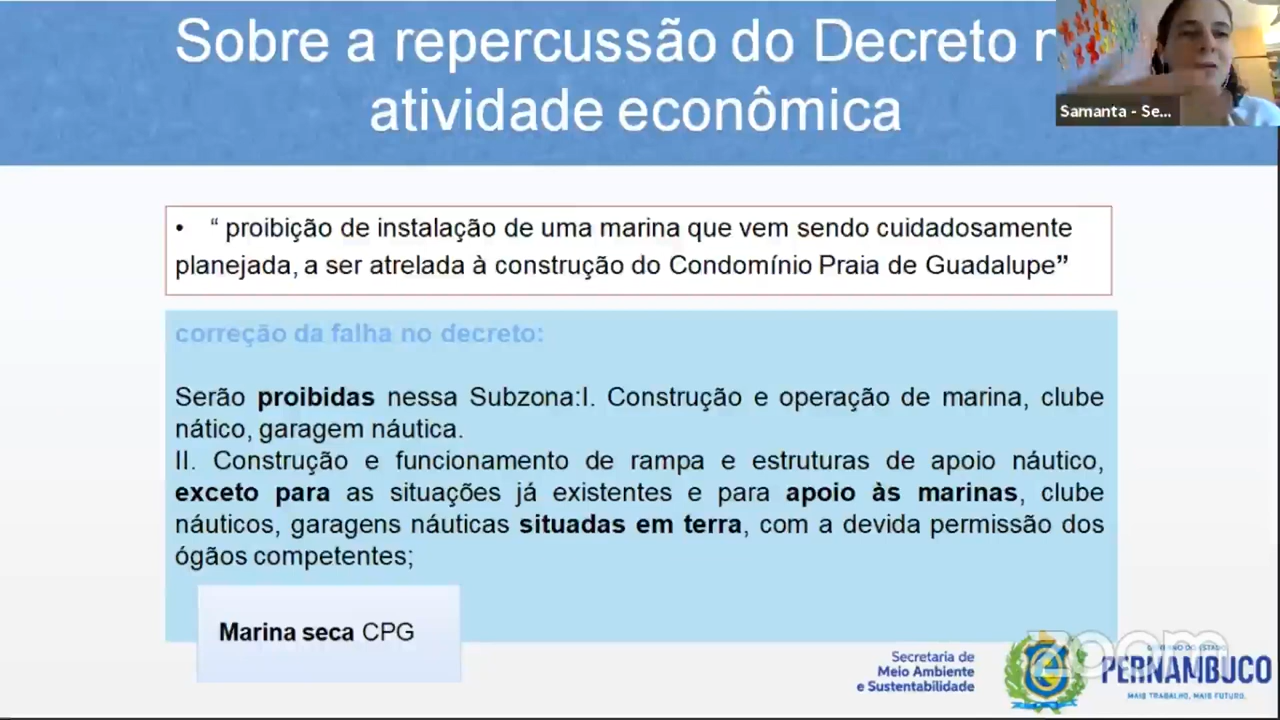 Sobre a repercussão do Decreto n
atividade econômica
Samanta - Se...
• “ proibição de instalação de uma marina que vem sendo cuidadosamente
planejada, a ser atrelada à construção do Condomínio Praia de Guadalupe”
correção da falha no decreto:
Serão proibidas nessa Subzona:I. Construção e operação de marina, clube
nático, garagem náutica.
II. Construção e funcionamento de rampa e estruturas de apoio náutico,
exceto para as situações já existentes e para apoio às marinas, clube
náuticos, garagens náuticas situadas em terra, com a devida permissão dos
ógãos competentes;
Marina seca CPG
zoom
Secretaria de
Meio Ambiente
e Sustentabilidade
GOVERNO DO ESTADO
PERNAMBUCO
MAIS TRABALHO, MAIS FUTURO.